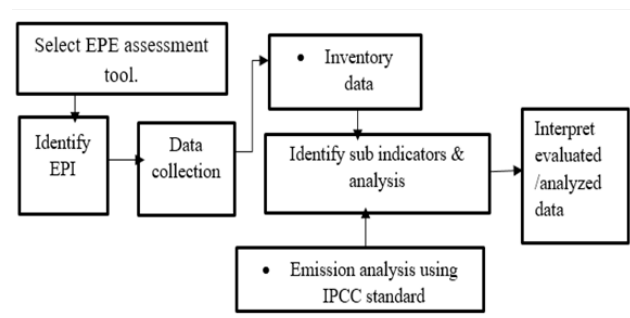 Select EPE assessment
tool.
Identify
EPI
Data
collection
• Inventory
data
Identify sub indicators &
analysis
• Emission analysis using
IPCC standard
Interpret
evaluated
/analyzed
data